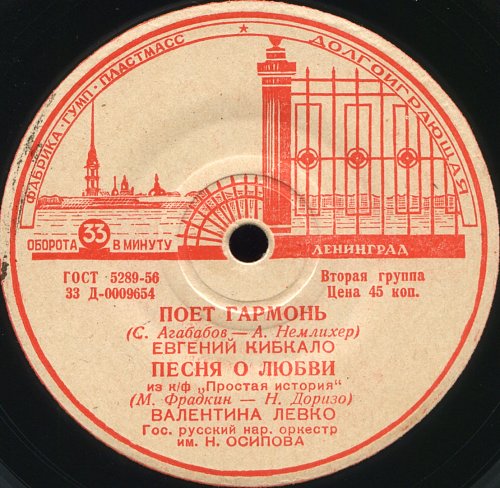 ФАБРИКА · ГУМП · ПЛАСТМАСС ★ ДОЛГОИГРАЮЩАЯ
ОБОРОТА 33 В МИНУТУ
ЛЕНИНГРАД
ГОСТ 5289-56
33 Д-0009654
Вторая группа
Цена 45 коп.
ПОЕТ ГАРМОНЬ
(С. Агабабов — А. Немлихер)
ЕВГЕНИЙ КИБКАЛО
ПЕСНЯ О ЛЮБВИ
из к/ф „Простая история“
(М. Фрадкин — Н. Доризо)
ВАЛЕНТИНА ЛЕВКО
Гос. русский нар. оркестр
им. Н. ОСИПОВА